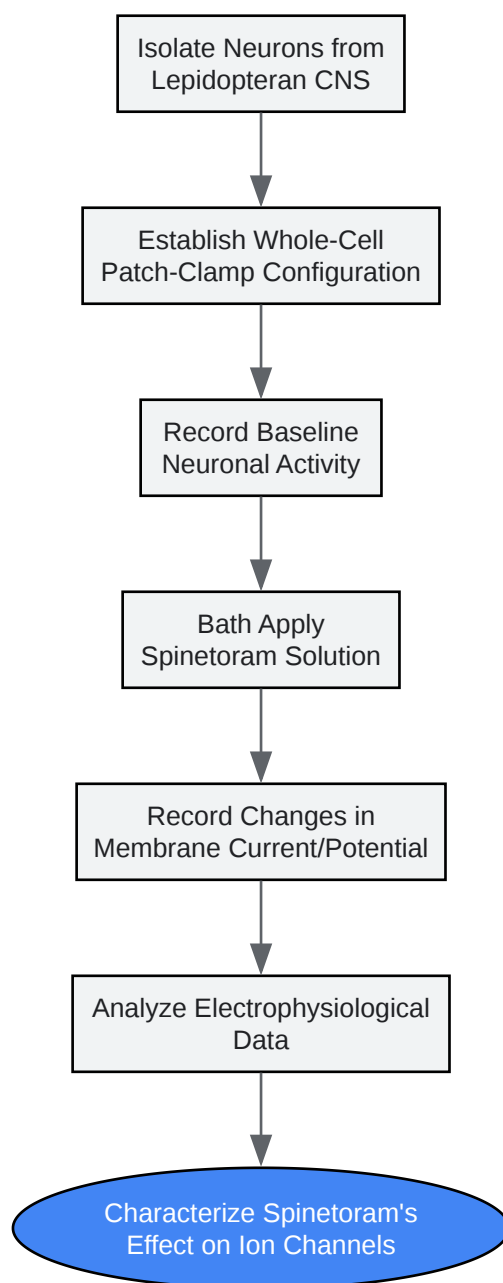 Isolate Neurons from
Lepidopteran CNS
Establish Whole-Cell
Patch-Clamp Configuration
Record Baseline
Neuronal Activity
Bath Apply
Spinetoram Solution
Record Changes in
Membrane Current/Potential
Analyze Electrophysiological
Data
Characterize Spinetoram's
Effect on Ion Channels